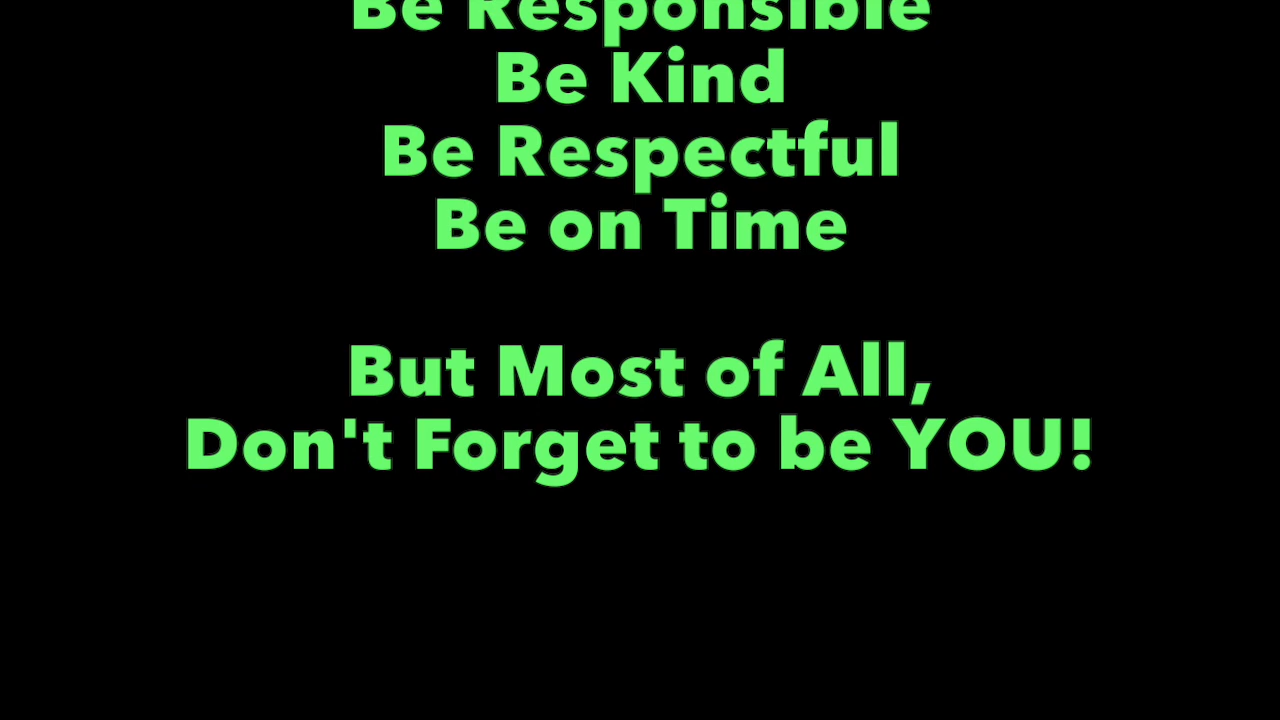 Be Responsible
Be Kind
Be Respectful
Be on Time
But Most of All,
Don't Forget to be YOU!